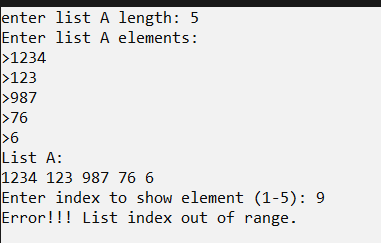 enter list A length: 5
Enter list A elements:
>1234
>123
>987
>76
>6
List A:
1234 123 987 76 6
Enter index to show element (1-5): 9
Error!!! List index out of range.